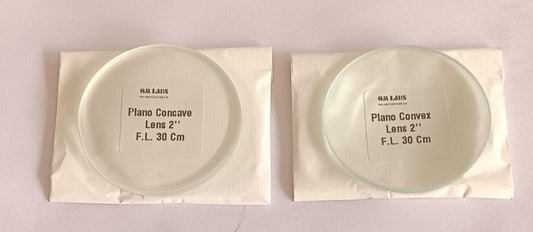 OM LABS
Plano Concave
Lens 2''
F.L. 30 Cm
OM LABS
Plano Convex
Lens 2''
F.L. 30 Cm